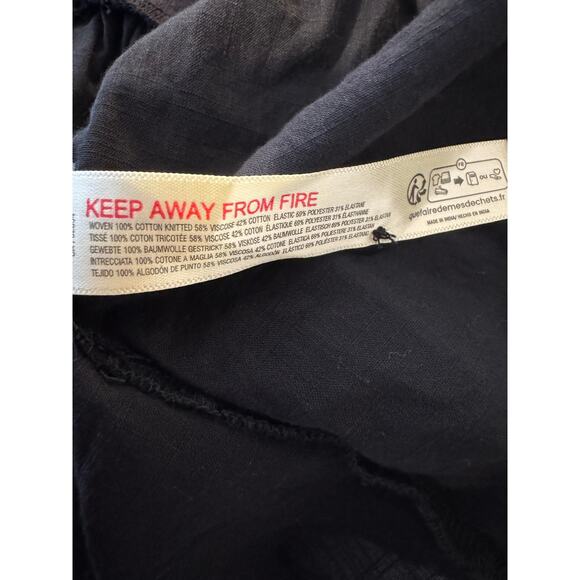 KEEP AWAY FROM FIRE
WOVEN 100% COTTON KNITTED 58% VISCOSE 42% COTTON ELASTIC 69% POLYESTER 31% ELASTANE
TISSÉ 100% COTON TRICOTÉE 58% VISCOSE 42% COTON ÉLASTIQUE 69% POLYESTER 31% ÉLASTHANNE
GEWEBTE 100% BAUMWOLLE GESTRICKT 58% VISKOSE 42% BAUMWOLLE ELASTISCH 69% POLYESTER 31% ELASTAN
INTRECCIATA 100% COTONE A MAGLIA 58% VISCOSA 42% COTONE ELASTICA 69% POLIESTERE 31% ELASTAN
TEJIDO 100% ALGODÓN DE PUNTO 58% VISCOSA 42% ALGODÓN ELÁSTICO 69% POLIÉSTER 31%
FR
OU
quefairedemesdechets.fr
MADE IN INDIA/ HECHO EN INDIA